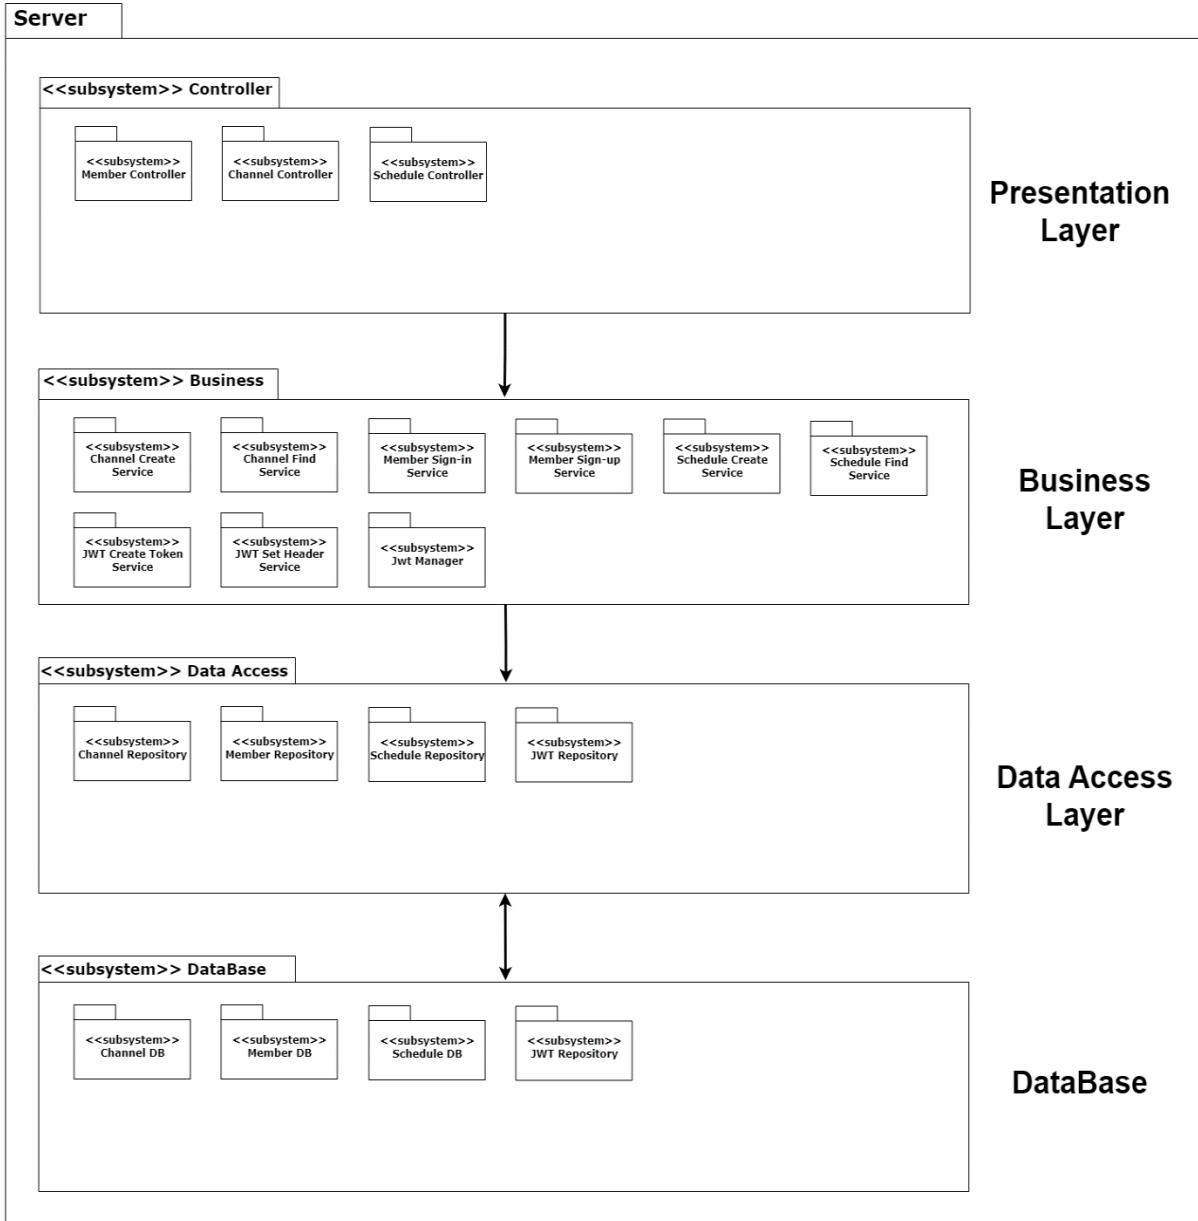 Server
<<subsystem>> Controller
<<subsystem>>
Member Controller
<<subsystem>>
Channel Controller
<<subsystem>>
Schedule Controller
Presentation
Layer
<<subsystem>> Business
<<subsystem>>
Channel Create
Service
<<subsystem>>
Channel Find
Service
<<subsystem>>
Member Sign-in
Service
<<subsystem>>
Member Sign-up
Service
<<subsystem>>
Schedule Create
Service
<<subsystem>>
Schedule Find
Service
<<subsystem>>
JWT Create Token
Service
<<subsystem>>
JWT Set Header
Service
<<subsystem>>
Jwt Manager
Business
Layer
<<subsystem>> Data Access
<<subsystem>>
Channel Repository
<<subsystem>>
Member Repository
<<subsystem>>
Schedule Repository
<<subsystem>>
JWT Repository
Data Access
Layer
<<subsystem>> DataBase
<<subsystem>>
Channel DB
<<subsystem>>
Member DB
<<subsystem>>
Schedule DB
<<subsystem>>
JWT Repository
DataBase